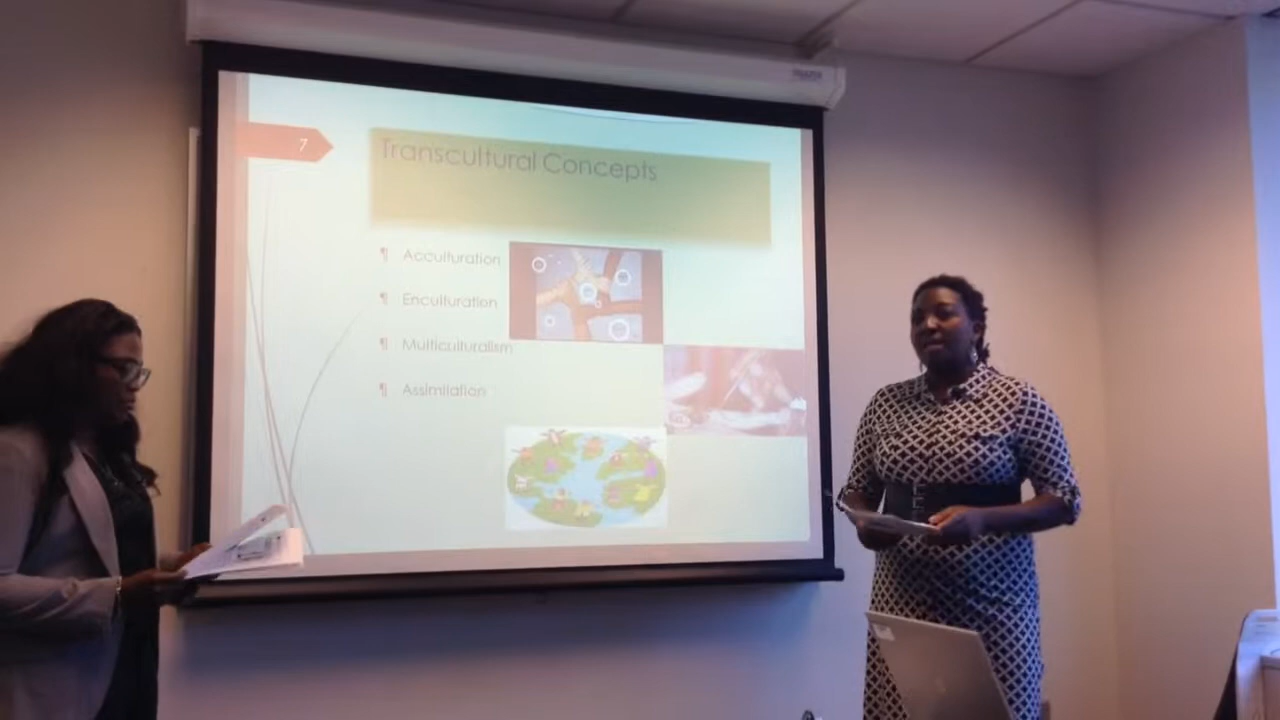 7
Transcultural Concepts
¶ Acculturation
¶ Enculturation
¶ Multiculturalism
¶ Assimilation